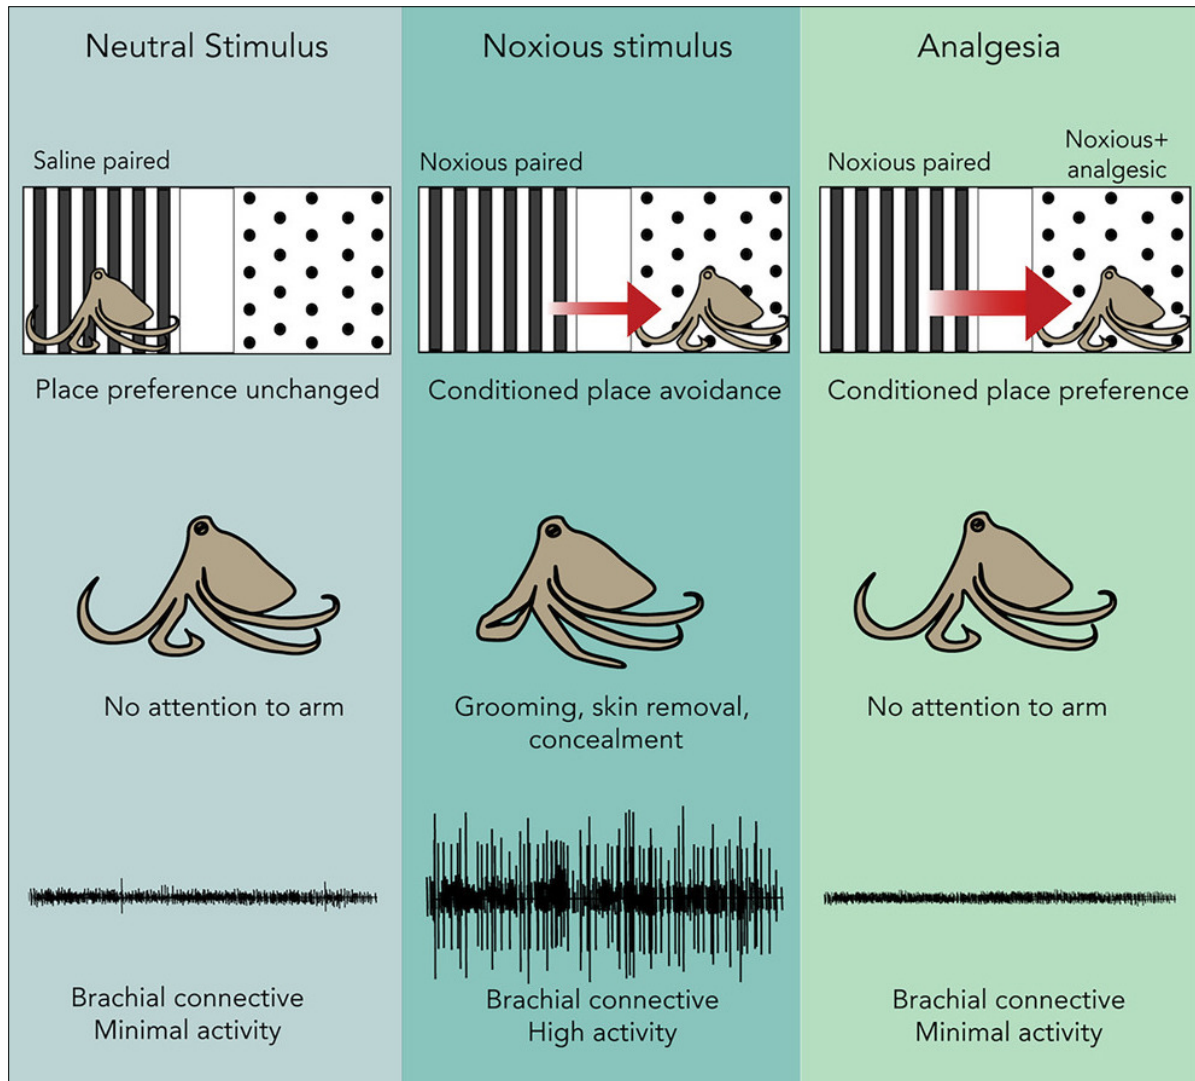 Neutral Stimulus
Saline paired
Place preference unchanged
No attention to arm
Brachial connective
Minimal activity
Noxious stimulus
Noxious paired
Conditioned place avoidance
Grooming, skin removal,
concealment
Brachial connective
High activity
Analgesia
Noxious paired
Noxious+
analgesic
Conditioned place preference
No attention to arm
Brachial connective
Minimal activity